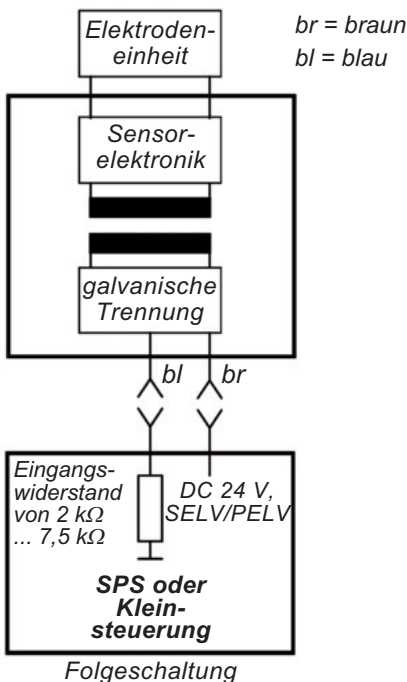 Elektroden-
einheit
br = braun
bl = blau
Sensor-
elektronik
galvanische
Trennung
bl
br
Eingangs-
widerstand
von 2 kΩ
... 7,5 kΩ
DC 24 V,
SELV/PELV
SPS oder
Klein-
steuerung
Folgeschaltung